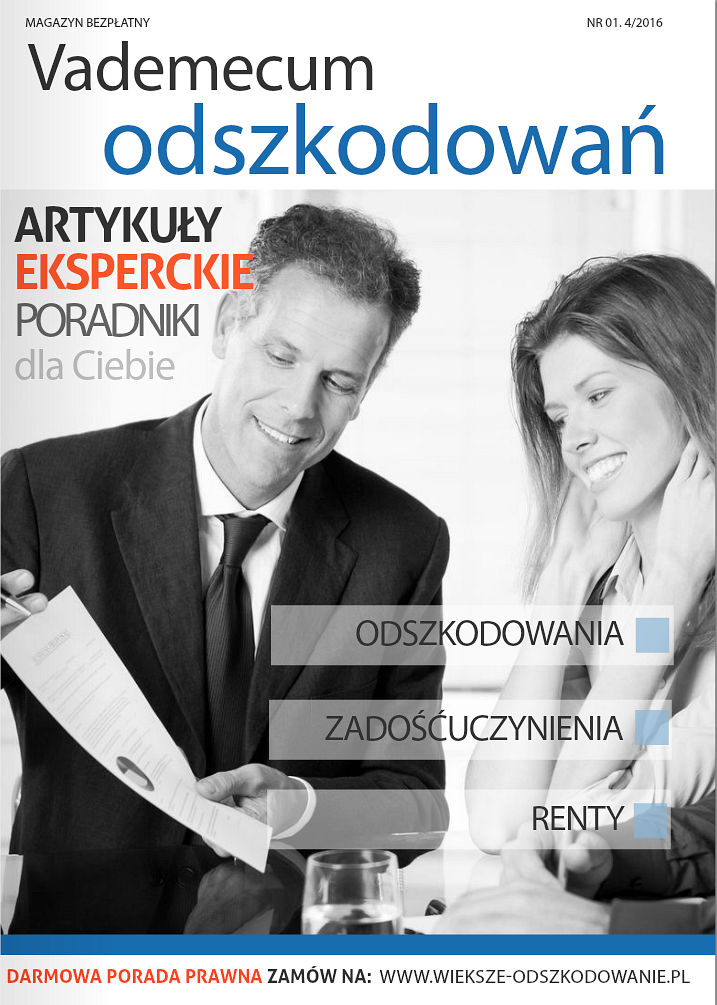 MAGAZYN BEZPŁATNY
NR 01. 4/2016
Vademecum
odszkodowań
ARTYKUŁY
EKSPERCKIE
PORADNIKI
dla Ciebie
ODSZKODOWANIA
ZADOŚĆUCZYNIENIA
RENTY
DARMOWA PORADA PRAWNA ZAMÓW NA: WWW.WIEKSZE-ODSZKODOWANIE.PL